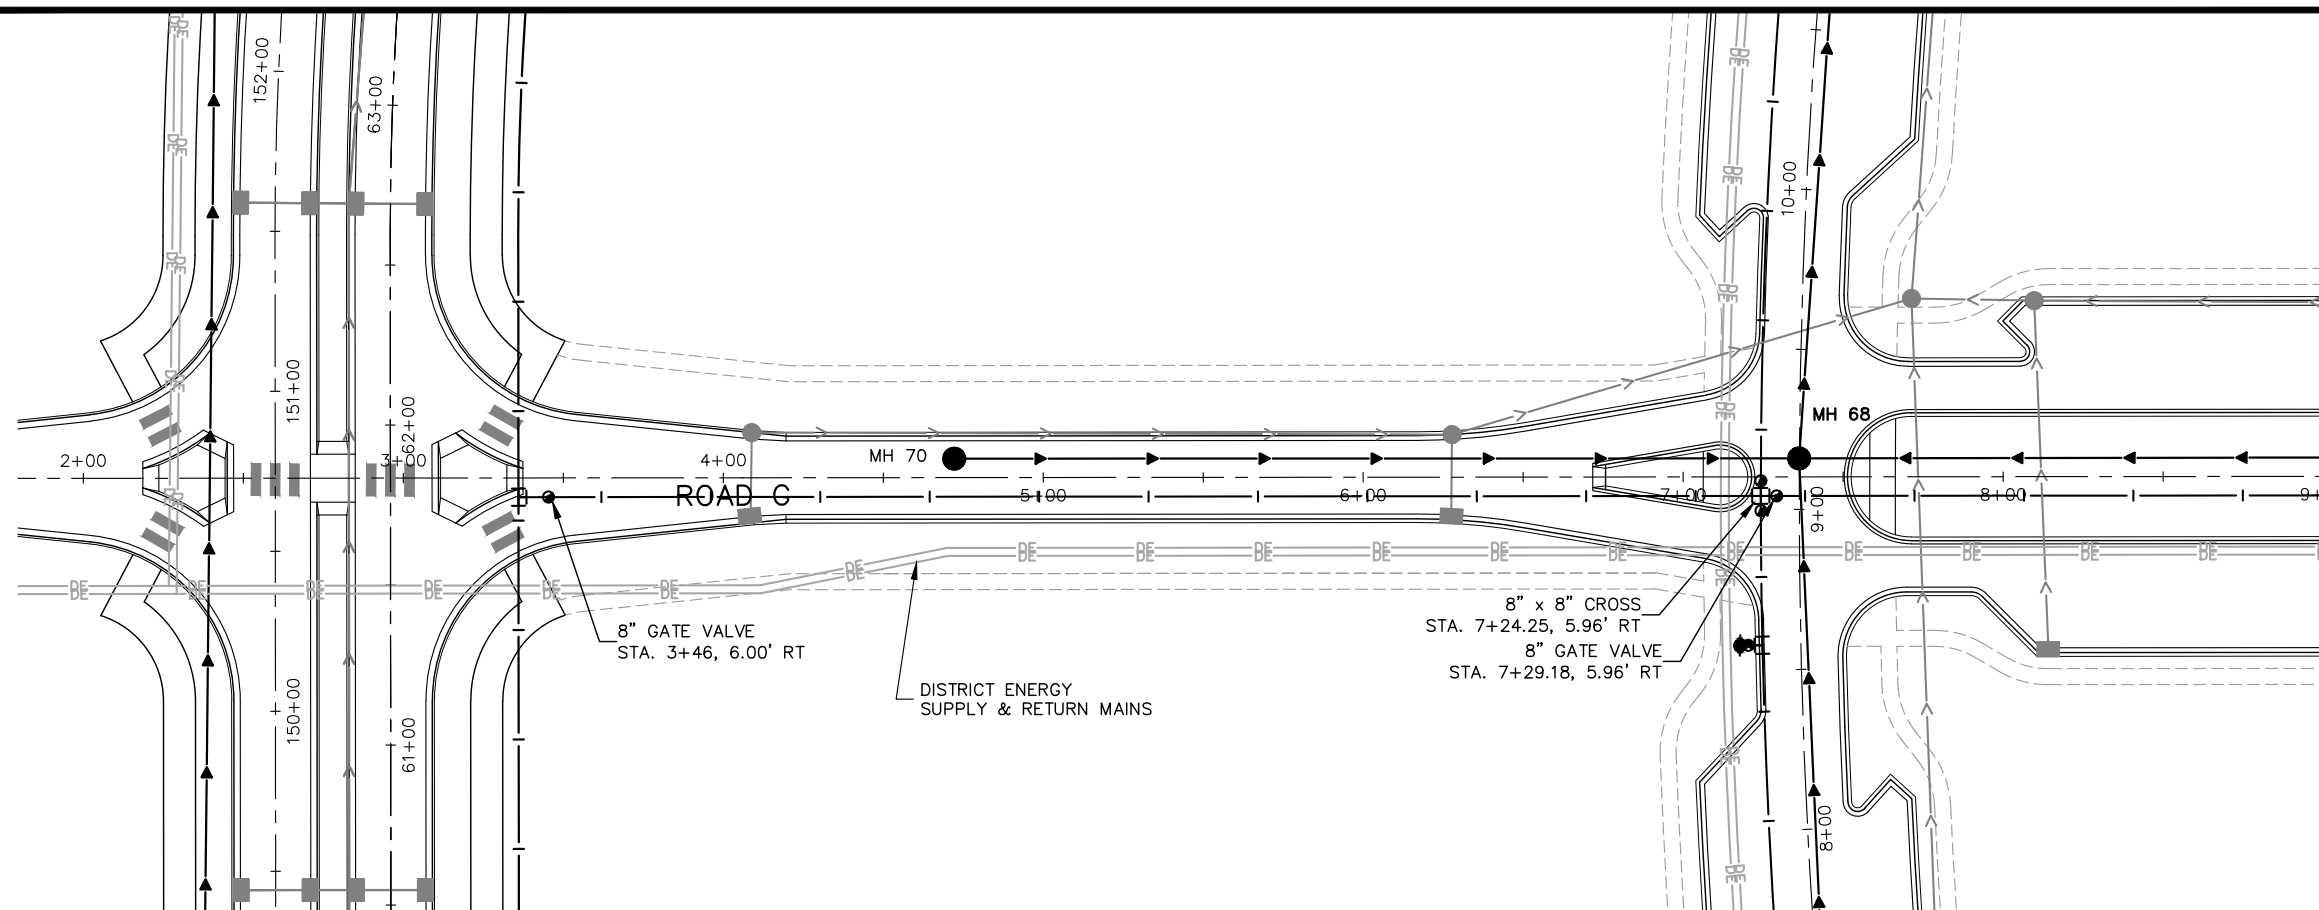 152+00
63+00
10+00
151+00
62+00
MH 68
2+00
3+00
4+00
MH 70
ROAD C
5+00
6+00
7+00
8+00
9+00
8" x 8" CROSS
STA. 7+24.25, 5.96' RT
8" GATE VALVE
STA. 7+29.18, 5.96' RT
8" GATE VALVE
STA. 3+46, 6.00' RT
DISTRICT ENERGY
SUPPLY & RETURN MAINS
150+00
61+00
8+00